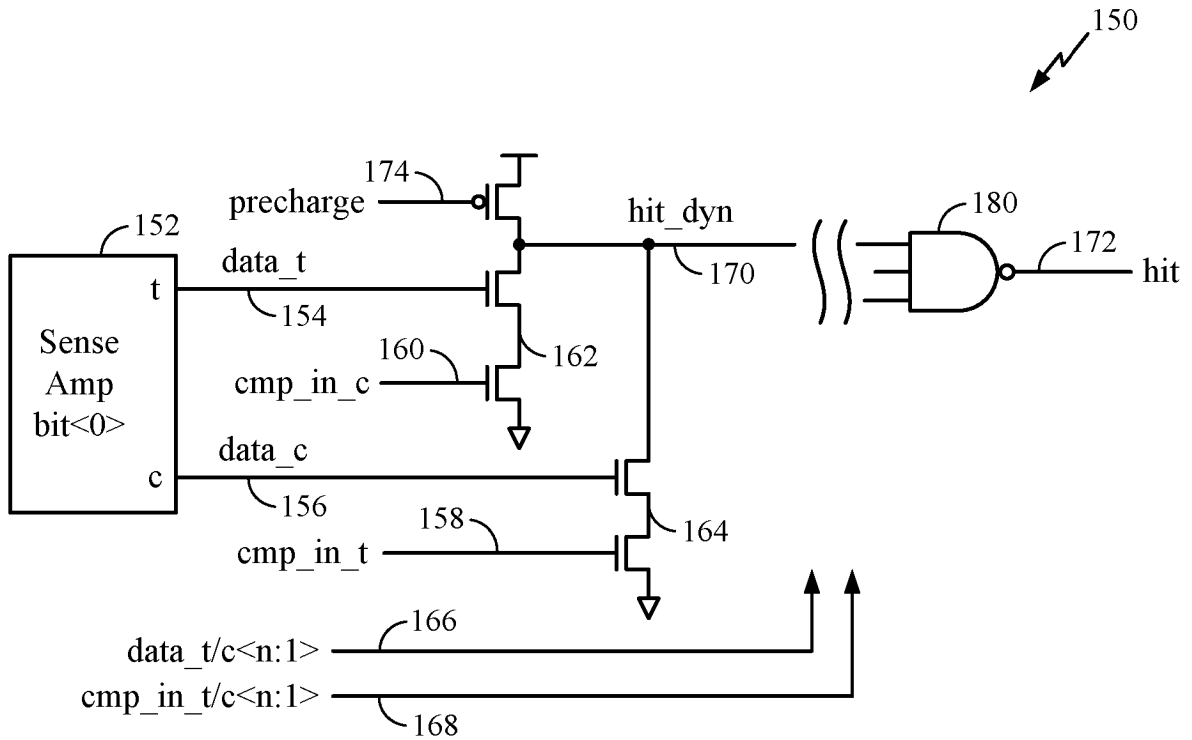 150
174
precharge
hit_dyn
180
152
data_t
170
172
hit
t
154
162
Sense
Amp
bit<0>
160
cmp_in_c
data_c
c
156
158
164
cmp_in_t
166
data_t/c<n:1>
cmp_in_t/c<n:1>
168